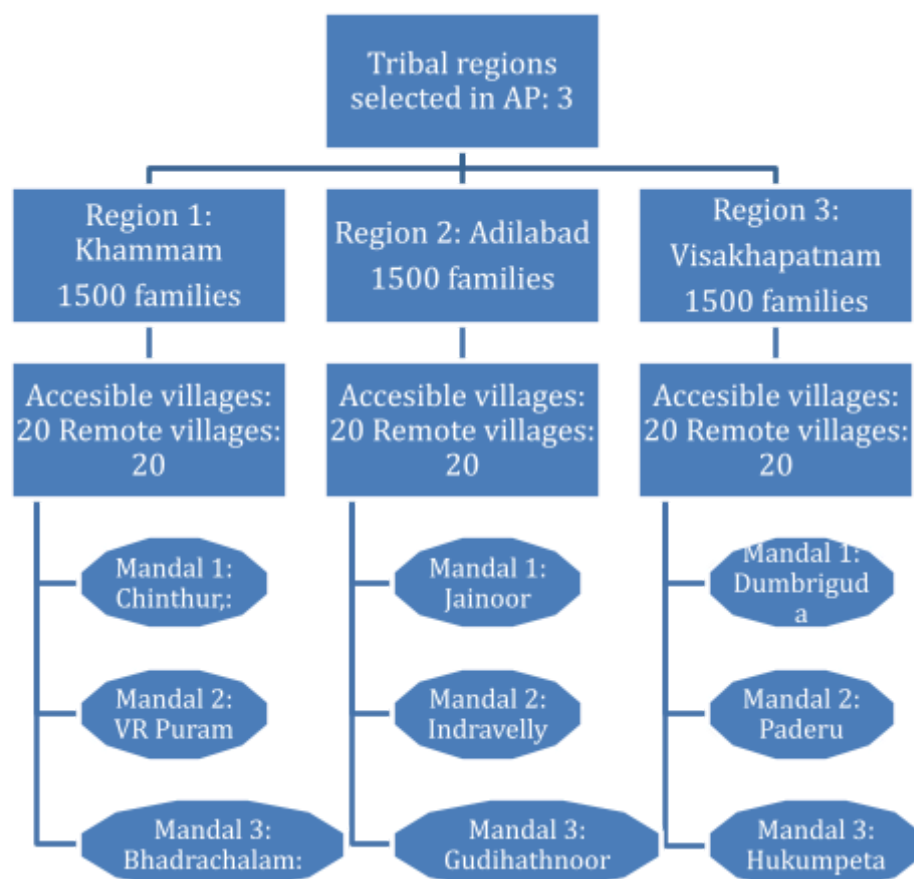 Tribal regions
selected in AP: 3
Region 1:
Khammam
1500 families
Region 2: Adilabad
1500 families
Region 3:
Visakhapatnam
1500 families
Accesible villages:
20 Remote villages:
20
Accesible villages:
20 Remote villages:
20
Accesible villages:
20 Remote villages:
20
Mandal 1:
Chinthur,:
Mandal 1:
Jainoor
Mandal 1:
Dumbrigud
a
Mandal 2:
VR Puram
Mandal 2:
Indravelly
Mandal 2:
Paderu
Mandal 3:
Bhadrachalam:
Mandal 3:
Gudihathnoor
Mandal 3:
Hukumpeta